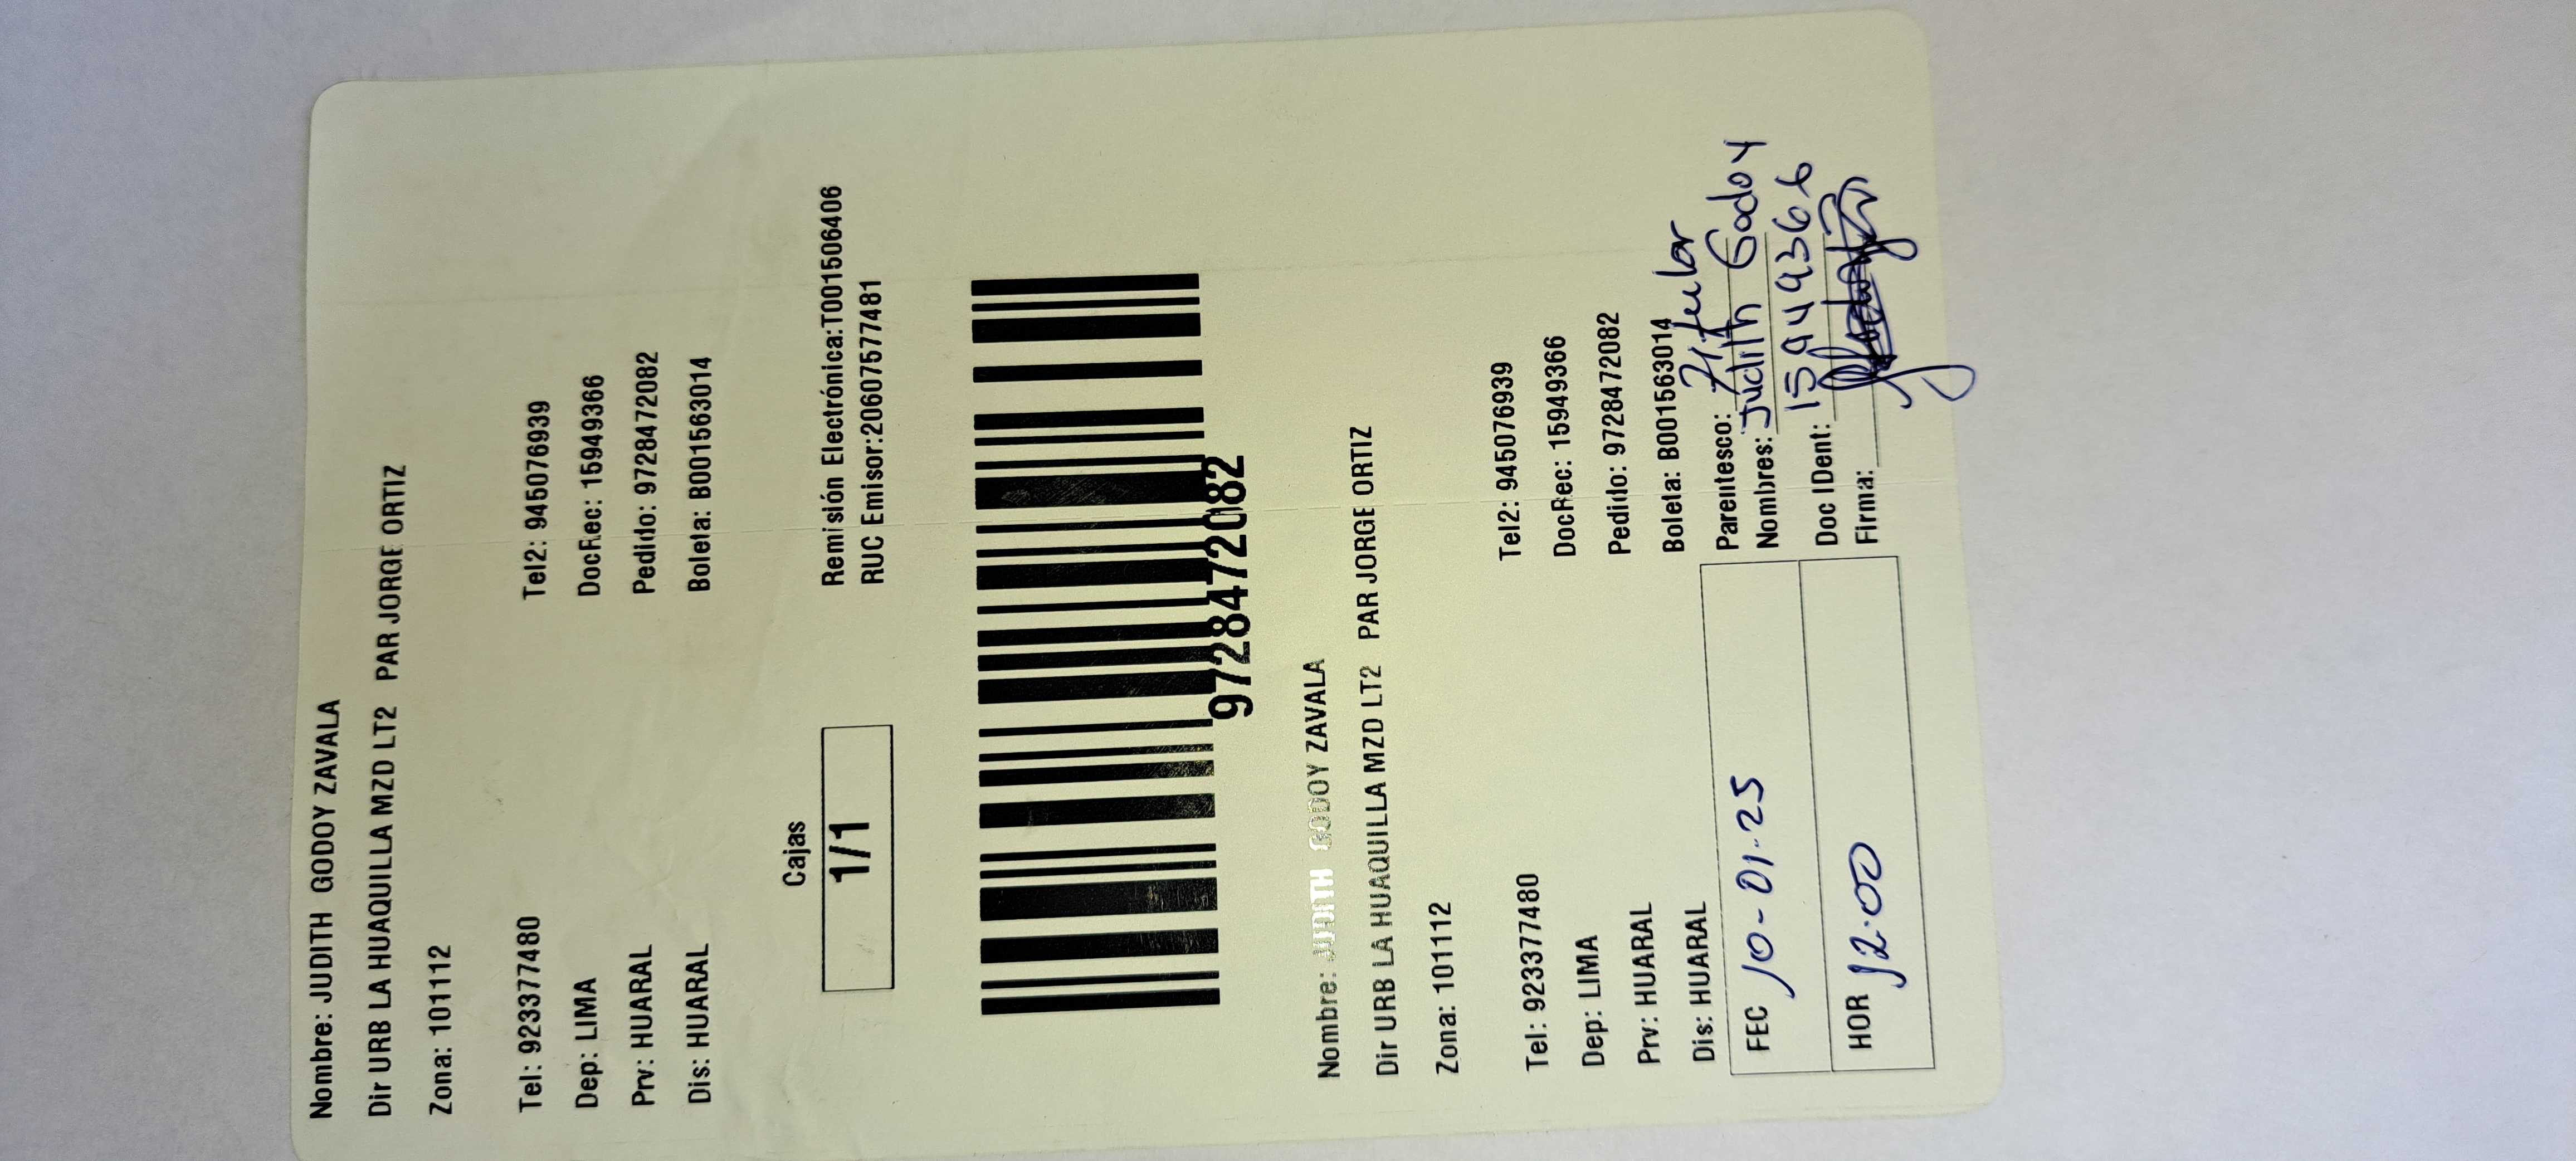 Nombre: JUDITH GODOY ZAVALA
Dir URB LA HUAQUILLA MZD LT2 PAR JORGE ORTIZ
Zona: 101112
Tel: 923377480 Tel2: 945076939
Dep: LIMA DocRec: 15949366
Prv: HUARAL Pedido: 9728472082
Dis: HUARAL Boleta: B001563014
Cajas
1/1
Remisión Electrónica:T001506406
RUC Emisor:20607577481
9728472082
Nombre: JUDITH GODOY ZAVALA
Dir URB LA HUAQUILLA MZD LT2 PAR JORGE ORTIZ
Zona: 101112
Tel: 923377480 Tel2: 945076939
Dep: LIMA DocRec: 15949366
Prv: HUARAL Pedido: 9728472082
Dis: HUARAL Boleta: B001563014
FEC 10-01-25
HOR 12:00
Parentesco: Titular
Nombres: Judith Godoy
Doc IDent: 15949366
Firma: